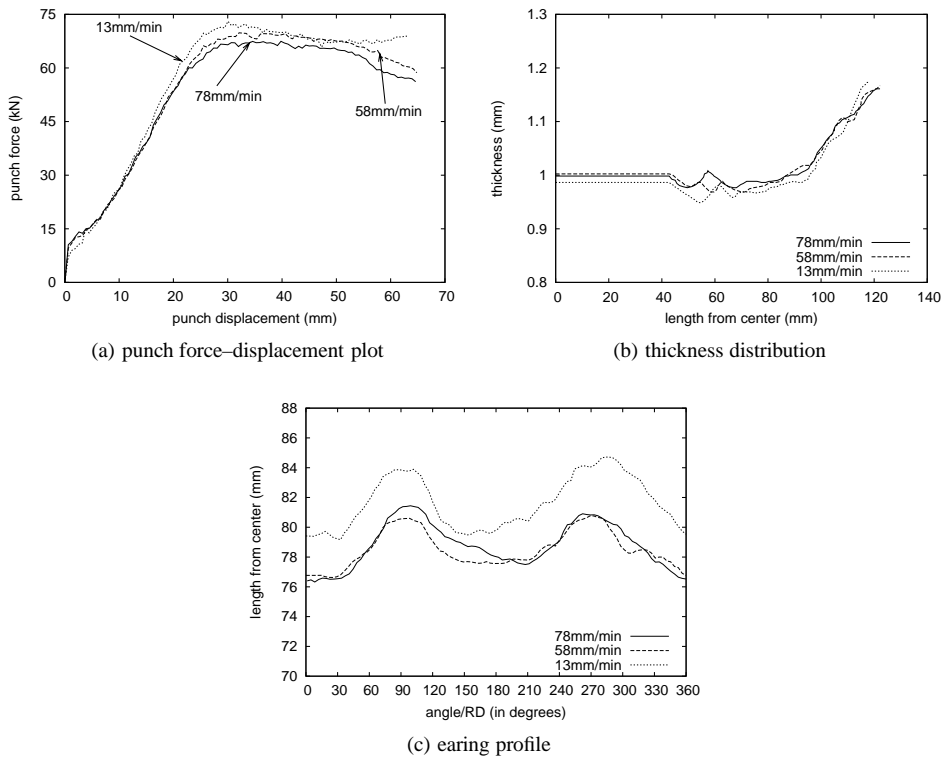 75
60
45
30
15
0
0
10
20
30
40
50
60
70
punch force (kN)
punch displacement (mm)
13mm/min
78mm/min
58mm/min
(a) punch force–displacement plot
1.3
1.2
1.1
1
0.9
0.8
0
20
40
60
80
100
120
140
thickness (mm)
length from center (mm)
78mm/min
58mm/min
13mm/min
(b) thickness distribution
88
86
84
82
80
78
76
74
72
70
0
30
60
90
120
150
180
210
240
270
300
330
360
length from center (mm)
angle/RD (in degrees)
78mm/min
58mm/min
13mm/min
(c) earing profile